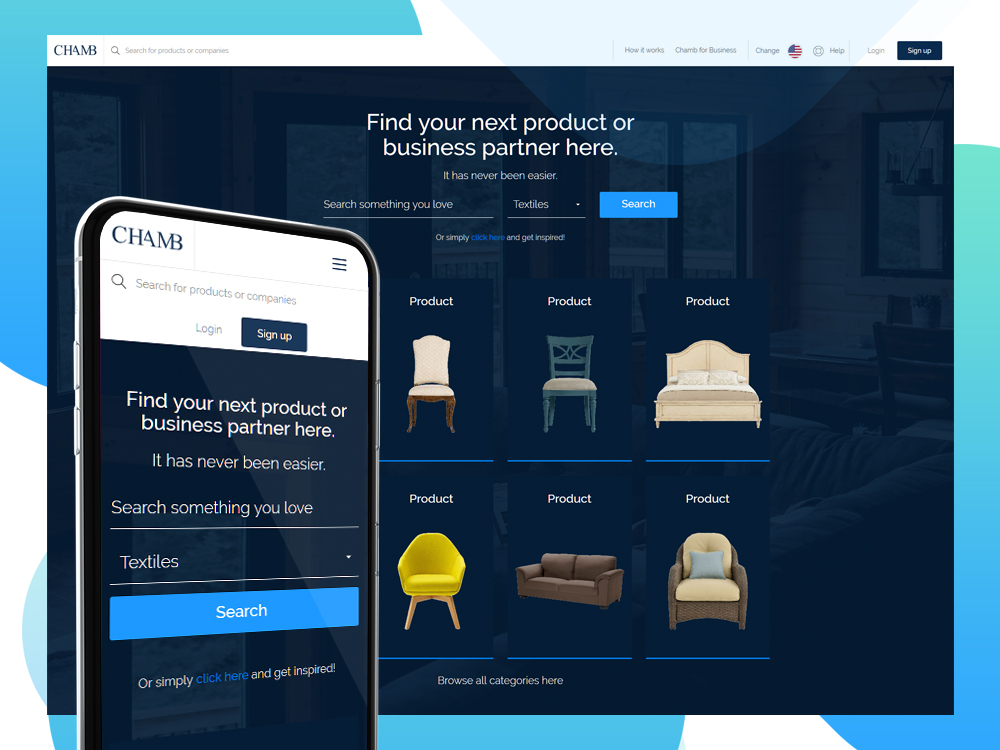 CHAMB
Search for products or companies
How it works
Chamb for Business
Change
Help
Login
Sign up
Find your next product or
business partner here.
It has never been easier.
Search something you love
Textiles
Search
Or simply click here and get inspired!
Product
Product
Product
Product
Product
Product
Browse all categories here
CHAMB
Search for products or companies
Login
Sign up
Find your next product or
business partner here.
It has never been easier.
Search something you love
Textiles
Search
Or simply click here and get inspired!